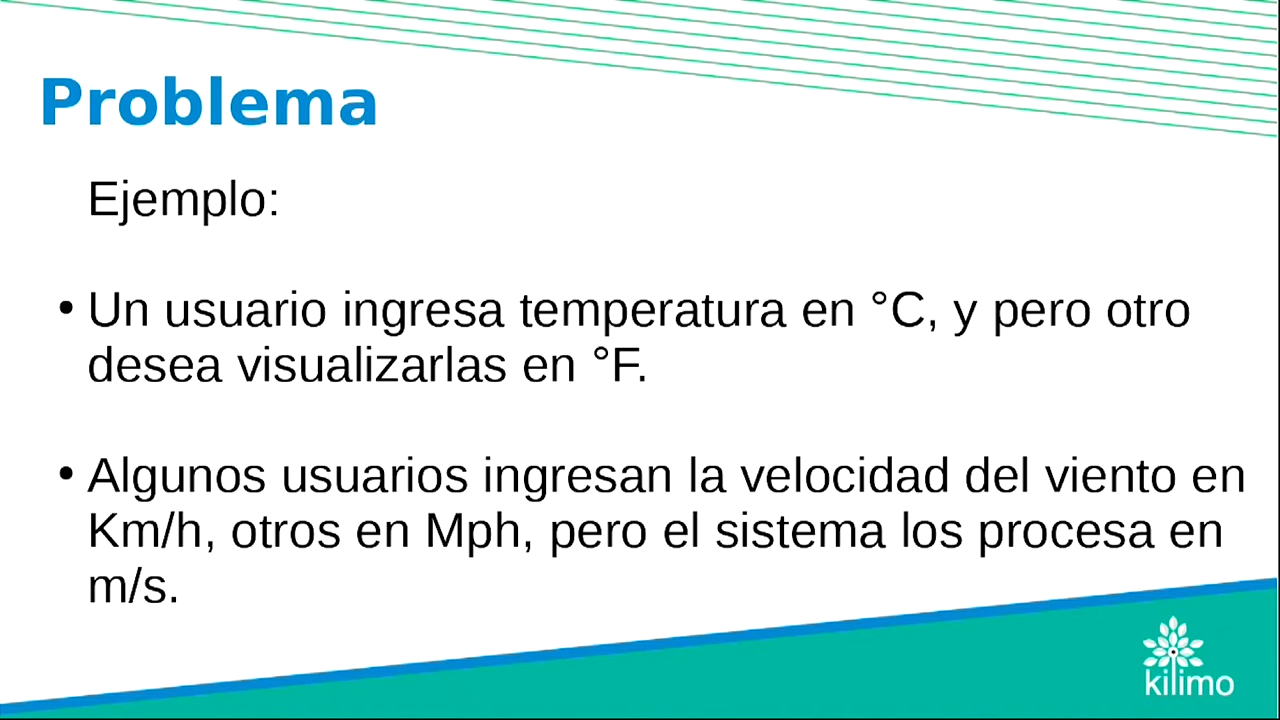 Problema
Ejemplo:
• Un usuario ingresa temperatura en °C, y pero otro
desea visualizarlas en °F.
• Algunos usuarios ingresan la velocidad del viento en
Km/h, otros en Mph, pero el sistema los procesa en
m/s.
kilimo